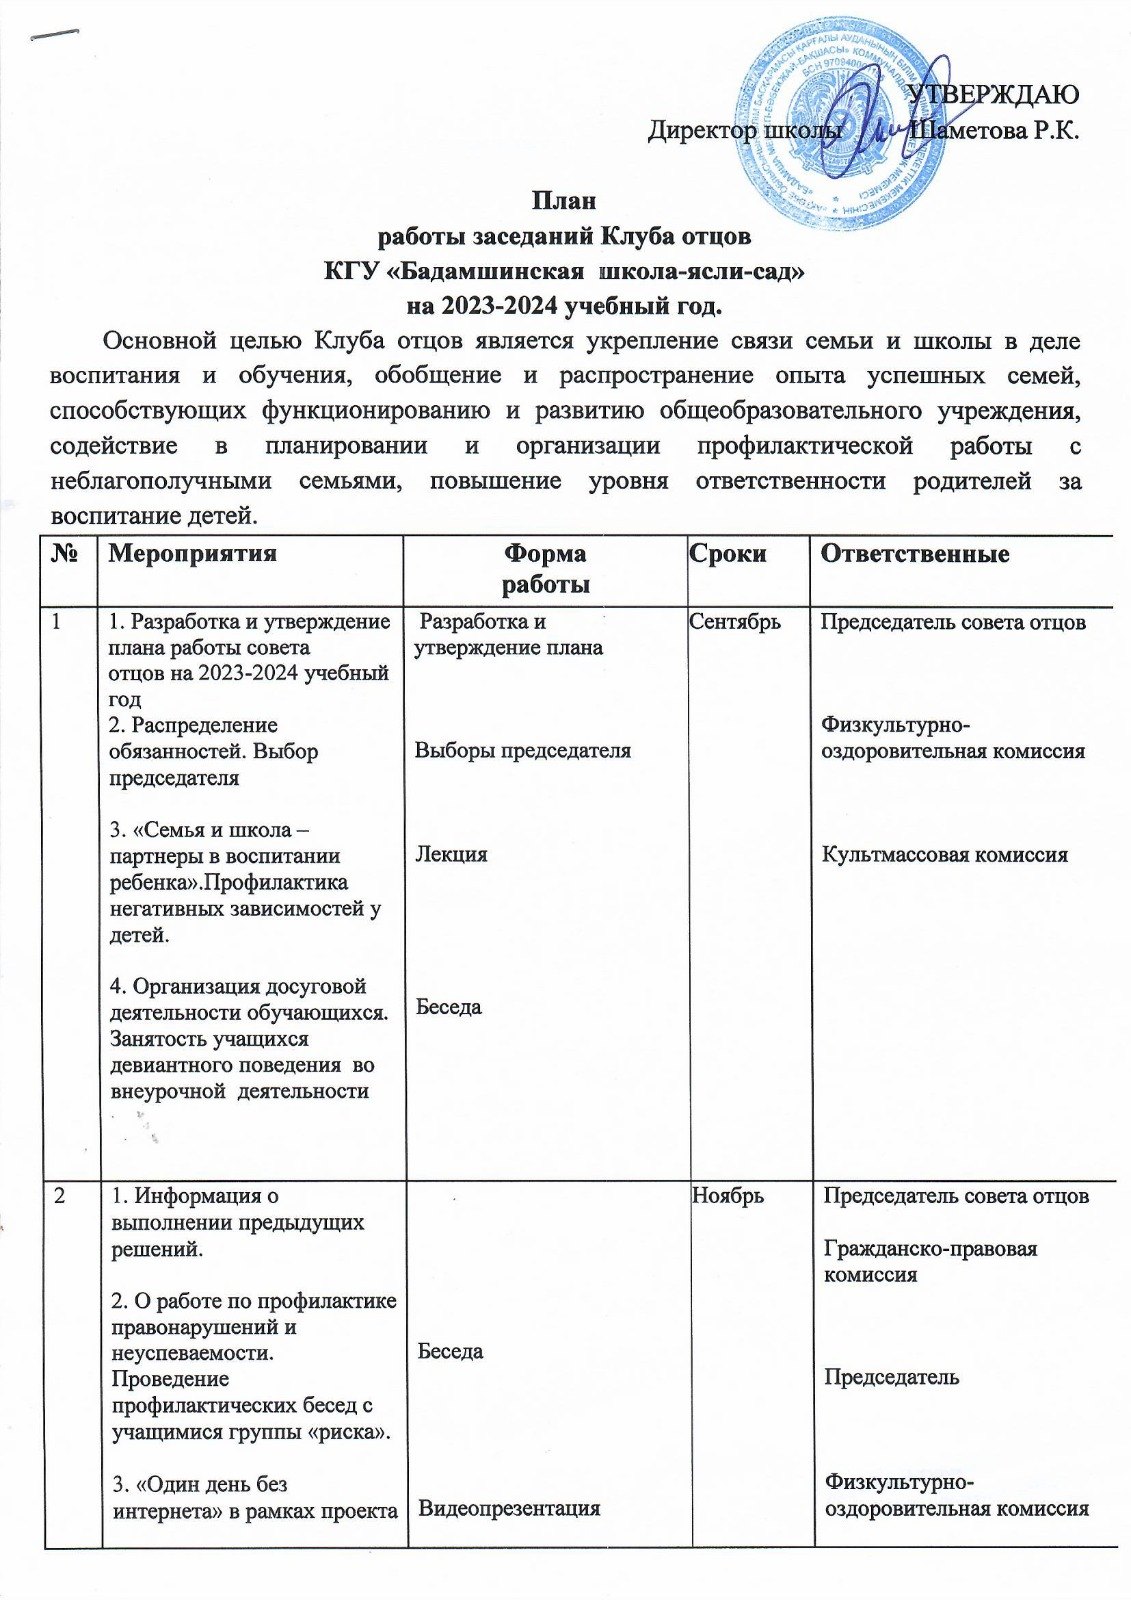 УТВЕРЖДАЮ
Директор школы Шаметова Р.К.
План
работы заседаний Клуба отцов
КГУ «Бадамшинская школа-ясли-сад»
на 2023-2024 учебный год.
Основной целью Клуба отцов является укрепление связи семьи и школы в деле
воспитания и обучения, обобщение и распространение опыта успешных семей,
способствующих функционированию и развитию общеобразовательного учреждения,
содействие в планировании и организации профилактической работы с
неблагополучными семьями, повышение уровня ответственности родителей за
воспитание детей.
№ Мероприятия Форма работы Сроки Ответственные
1
1. Разработка и утверждение
плана работы совета
отцов на 2023-2024 учебный
год
2. Распределение
обязанностей. Выбор
председателя
3. «Семья и школа –
партнеры в воспитании
ребенка».Профилактика
негативных зависимостей у
детей.
4. Организация досуговой
деятельности обучающихся.
Занятость учащихся
девиантного поведения во
внеурочной деятельности
Разработка и
утверждение плана
Выборы председателя
Лекция
Беседа
Сентябрь
Председатель совета отцов
Физкультурно-
оздоровительная комиссия
Культмассовая комиссия
2
1. Информация о
выполнении предыдущих
решений.
2. О работе по профилактике
правонарушений и
неуспеваемости.
Проведение
профилактических бесед с
учащимися группы «риска».
3. «Один день без
интернета» в рамках проекта
Беседа
Видеопрезентация
Ноябрь
Председатель совета отцов
Гражданско-правовая
комиссия
Председатель
Физкультурно-
оздоровительная комиссия